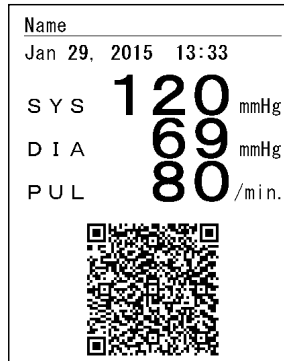 Name
Jan 29, 2015 13:33
SYS 120 mmHg
DIA 69 mmHg
PUL 80 /min.